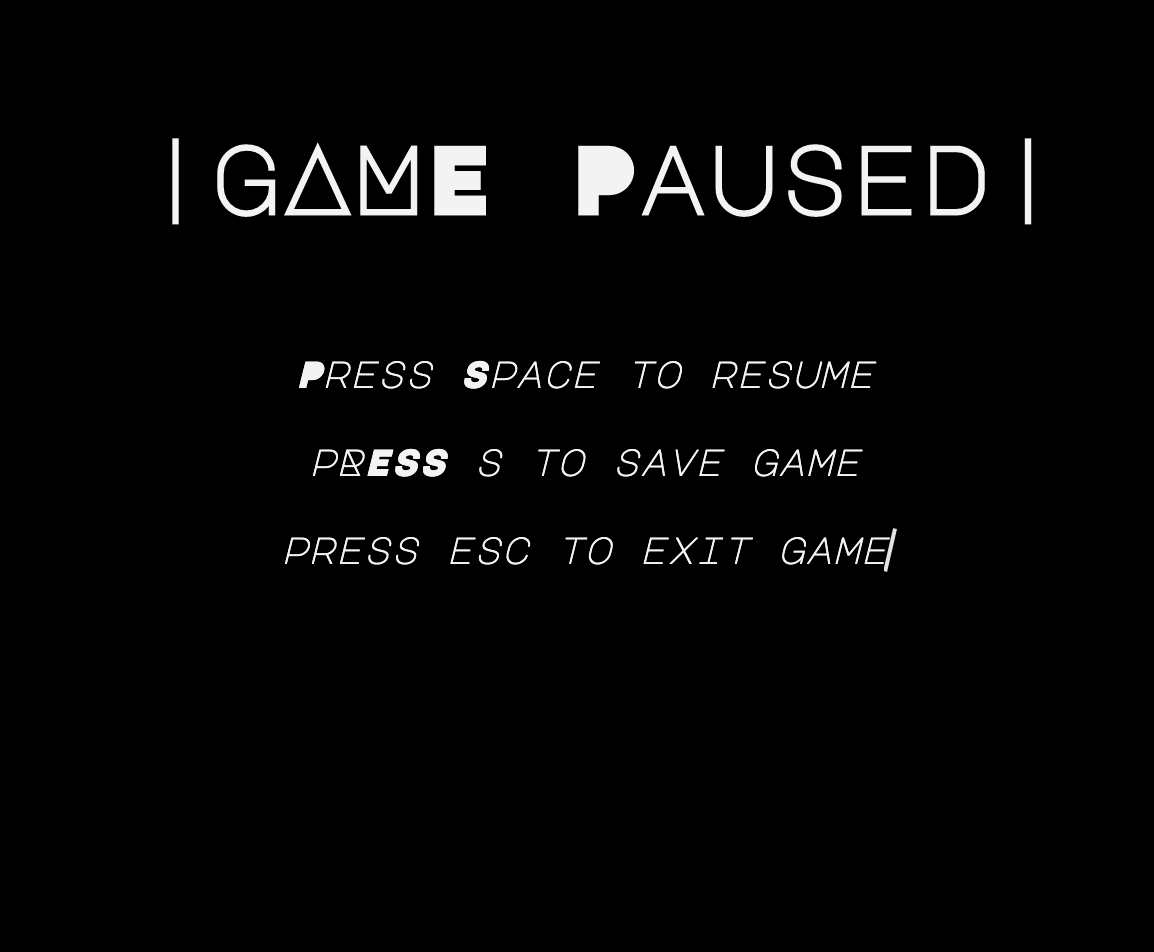 |GAME PAUSED|
PRESS SPACE TO RESUME
PRESS S TO SAVE GAME
PRESS ESC TO EXIT GAME|